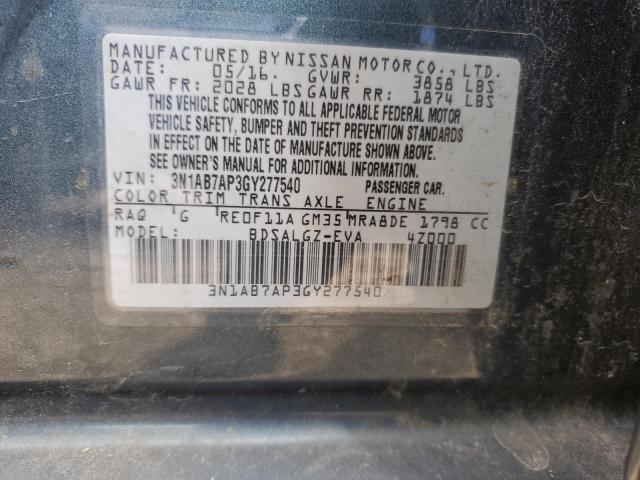 MANUFACTURED BY NISSAN MOTOR CO., LTD.
DATE: 05/16. GVWR: 3858 LBS
GAWR FR: 2028 LBS GAWR RR: 1874 LBS
THIS VEHICLE CONFORMS TO ALL APPLICABLE FEDERAL MOTOR
VEHICLE SAFETY, BUMPER AND THEFT PREVENTION STANDARDS
IN EFFECT ON THE DATE OF MANUFACTURE SHOWN ABOVE.
SEE OWNER'S MANUAL FOR ADDITIONAL INFORMATION.
VIN: 3N1AB7AP3GY277540 PASSENGER CAR.
COLOR TRIM TRANS AXLE ENGINE
RAQ G RE0F11A GM35 MRA8DE 1798 CC
MODEL: BDSALGZ-EVA 4Z000
3N1AB7AP3GY277540